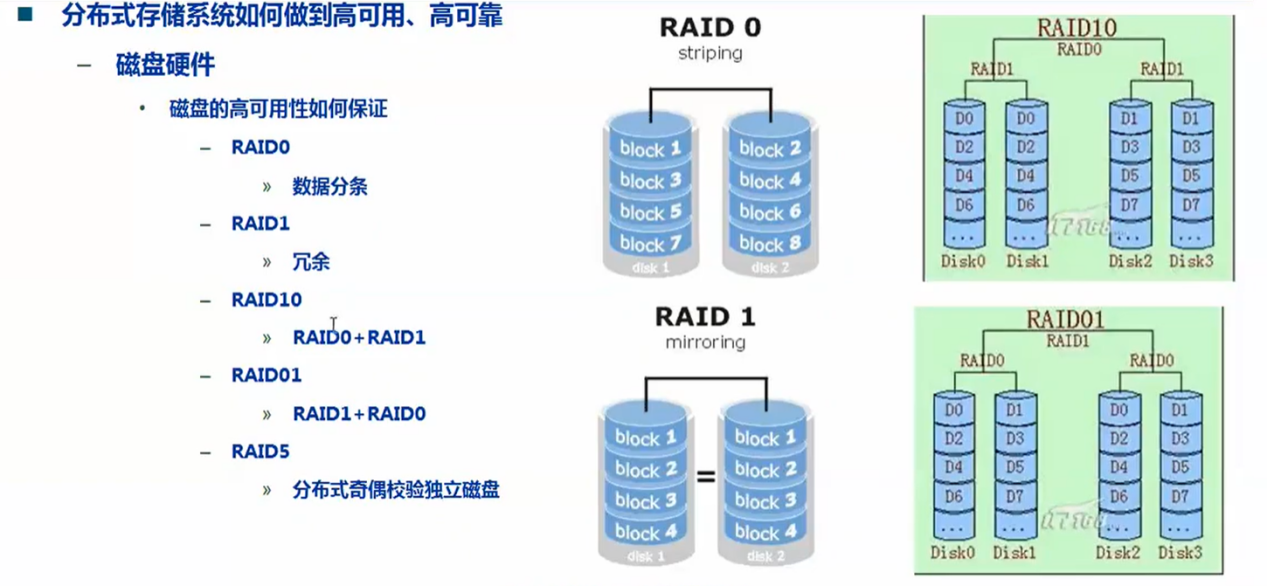 分布式存储系统如何做到高可用、高可靠
– 磁盘硬件
• 磁盘的高可用性如何保证
– RAID0
» 数据分条
– RAID1
» 冗余
– RAID10
» RAID0+RAID1
– RAID01
» RAID1+RAID0
– RAID5
» 分布式奇偶校验独立磁盘
RAID 0
striping
block 1 block 2
block 3 block 4
block 5 block 6
block 7 block 8
disk 1 disk 2
RAID 1
mirroring
block 1 block 1
block 2 block 2
block 3 = block 3
block 4 block 4
disk 1 disk 2
RAID10
RAID0
RAID1 RAID1
D0 D0 D1 D1
D2 D2 D3 D3
D4 D4 D5 D5
D6 D6 D7 D7
... ... ... ...
Disk0 Disk1 Disk2 Disk3
RAID01
RAID1
RAID0 RAID0
D0 D1 D0 D1
D2 D3 D2 D3
D4 D5 D4 D5
D6 D7 D6 D7
... ... ... ...
Disk0 Disk1 Disk2 Disk3